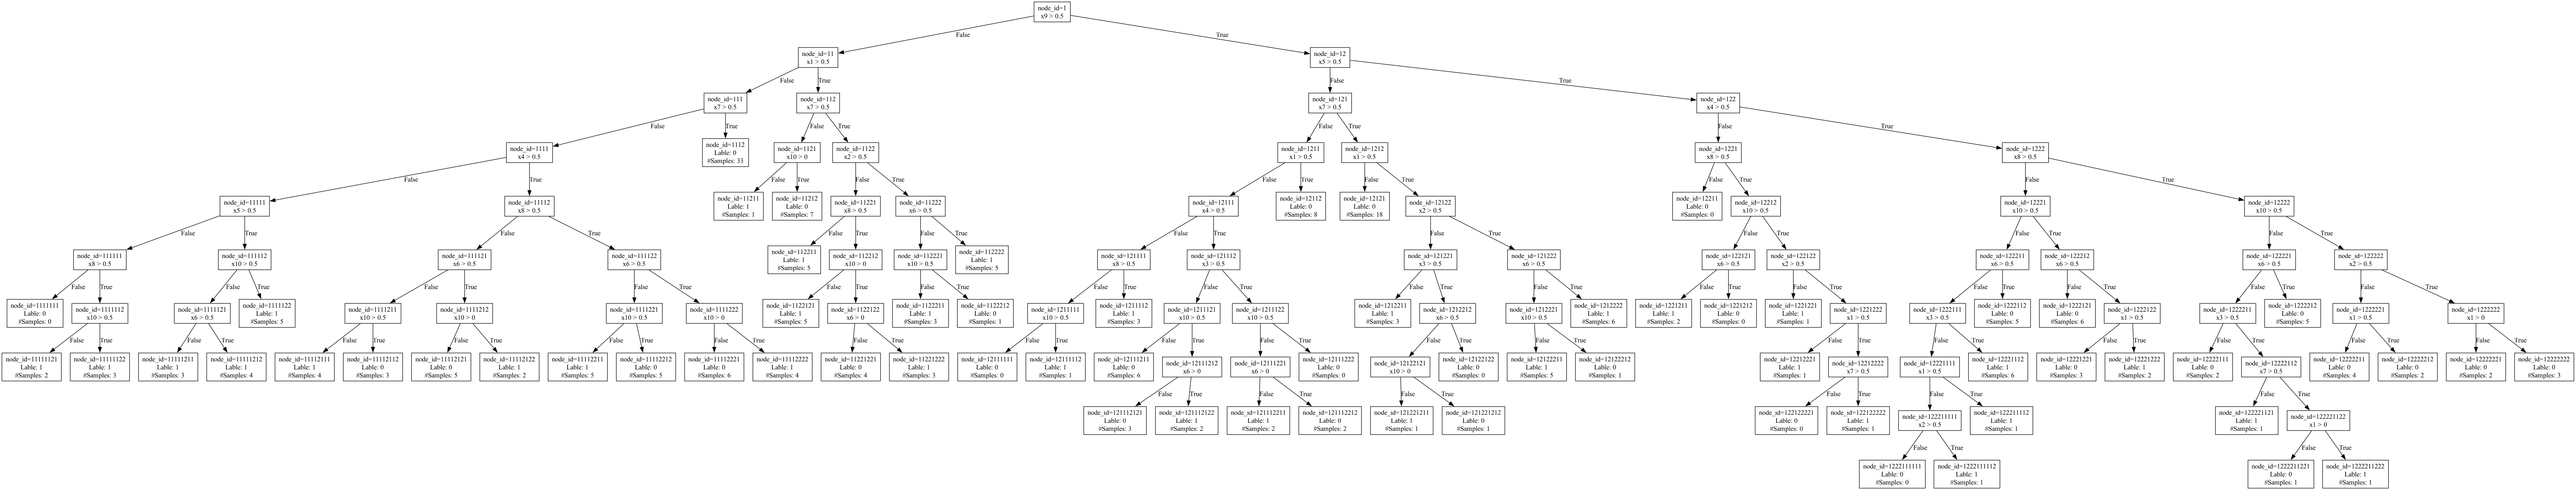 node_id=1
x9 > 0.5
False
True
node_id=11
x1 > 0.5
node_id=12
x5 > 0.5
False
True
False
True
node_id=111
x7 > 0.5
node_id=112
x7 > 0.5
node_id=121
x7 > 0.5
node_id=122
x4 > 0.5
False
True
False
True
False
True
False
True
node_id=1111
x4 > 0.5
node_id=1112
Lable: 0
#Samples: 33
node_id=1121
x10 > 0
node_id=1122
x2 > 0.5
node_id=1211
x1 > 0.5
node_id=1212
x1 > 0.5
node_id=1221
x8 > 0.5
node_id=1222
x8 > 0.5
False
True
False
True
False
True
False
True
False
True
False
True
False
True
node_id=11111
x5 > 0.5
node_id=11112
x8 > 0.5
node_id=11211
Lable: 1
#Samples: 1
node_id=11212
Lable: 0
#Samples: 7
node_id=11221
x8 > 0.5
node_id=11222
x6 > 0.5
node_id=12111
x4 > 0.5
node_id=12112
Lable: 0
#Samples: 8
node_id=12121
Lable: 0
#Samples: 18
node_id=12122
x2 > 0.5
node_id=12211
Lable: 0
#Samples: 0
node_id=12212
x10 > 0.5
node_id=12221
x10 > 0.5
node_id=12222
x10 > 0.5
False
True
False
True
False
True
False
True
False
True
False
True
False
True
False
True
False
True
node_id=111111
x8 > 0.5
node_id=111112
x10 > 0.5
node_id=111121
x6 > 0.5
node_id=111122
x6 > 0.5
node_id=112211
Lable: 1
#Samples: 5
node_id=112212
x10 > 0
node_id=112221
x10 > 0.5
node_id=112222
Lable: 1
#Samples: 5
node_id=121111
x8 > 0.5
node_id=121112
x3 > 0.5
node_id=121221
x3 > 0.5
node_id=121222
x6 > 0.5
node_id=122121
x6 > 0.5
node_id=122122
x2 > 0.5
node_id=122211
x6 > 0.5
node_id=122212
x6 > 0.5
node_id=122221
x6 > 0.5
node_id=122222
x2 > 0.5
False
True
False
True
False
True
False
True
False
True
False
True
False
True
False
True
False
True
False
True
False
True
False
True
False
True
False
True
False
True
False
True
node_id=1111111
Lable: 0
#Samples: 0
node_id=1111112
x10 > 0.5
node_id=1111121
x6 > 0.5
node_id=1111122
Lable: 1
#Samples: 5
node_id=1111211
x10 > 0.5
node_id=1111212
x10 > 0
node_id=1111221
x10 > 0.5
node_id=1111222
x10 > 0
node_id=1122121
Lable: 1
#Samples: 5
node_id=1122122
x6 > 0
node_id=1122211
Lable: 1
#Samples: 3
node_id=1122212
Lable: 0
#Samples: 1
node_id=1211111
x10 > 0.5
node_id=1211112
Lable: 1
#Samples: 3
node_id=1211121
x10 > 0.5
node_id=1211122
x10 > 0.5
node_id=1212211
Lable: 1
#Samples: 3
node_id=1212212
x6 > 0.5
node_id=1212221
x10 > 0.5
node_id=1212222
Lable: 1
#Samples: 6
node_id=1221211
Lable: 1
#Samples: 2
node_id=1221212
Lable: 0
#Samples: 0
node_id=1221221
Lable: 1
#Samples: 1
node_id=1221222
x1 > 0.5
node_id=1222111
x3 > 0.5
node_id=1222112
Lable: 0
#Samples: 5
node_id=1222121
Lable: 0
#Samples: 6
node_id=1222122
x10 > 0.5
node_id=1222211
x3 > 0.5
node_id=1222212
Lable: 0
#Samples: 5
node_id=1222221
x1 > 0.5
node_id=1222222
x1 > 0
False
True
False
True
False
True
False
True
False
True
False
True
False
True
False
True
False
True
False
True
False
True
False
True
False
True
False
True
False
True
False
True
False
True
False
True
node_id=11111121
Lable: 1
#Samples: 2
node_id=11111122
Lable: 1
#Samples: 3
node_id=11111211
Lable: 1
#Samples: 3
node_id=11111212
Lable: 1
#Samples: 4
node_id=11112111
Lable: 1
#Samples: 4
node_id=11112112
Lable: 0
#Samples: 3
node_id=11112121
Lable: 0
#Samples: 5
node_id=11112122
Lable: 1
#Samples: 2
node_id=11112211
Lable: 1
#Samples: 5
node_id=11112212
Lable: 0
#Samples: 5
node_id=11112221
Lable: 0
#Samples: 6
node_id=11112222
Lable: 1
#Samples: 4
node_id=11221221
Lable: 0
#Samples: 4
node_id=11221222
Lable: 1
#Samples: 3
node_id=12111111
Lable: 0
#Samples: 0
node_id=12111112
Lable: 1
#Samples: 1
node_id=12111211
Lable: 0
#Samples: 6
node_id=12111212
x6 > 0
node_id=12111221
x6 > 0
node_id=12111222
Lable: 0
#Samples: 0
node_id=12122121
x10 > 0
node_id=12122122
Lable: 0
#Samples: 0
node_id=12122211
Lable: 1
#Samples: 5
node_id=12122212
Lable: 0
#Samples: 1
node_id=12212221
Lable: 1
#Samples: 1
node_id=12212222
x7 > 0.5
node_id=12221111
x1 > 0.5
node_id=12221112
Lable: 1
#Samples: 6
node_id=12221221
Lable: 0
#Samples: 3
node_id=12221222
Lable: 1
#Samples: 2
node_id=12222111
Lable: 0
#Samples: 2
node_id=12222112
x7 > 0.5
node_id=12222211
Lable: 0
#Samples: 4
node_id=12222212
Lable: 0
#Samples: 2
node_id=12222221
Lable: 0
#Samples: 2
node_id=12222222
Lable: 0
#Samples: 3
False
True
False
True
False
True
False
True
False
True
False
True
node_id=121112121
Lable: 0
#Samples: 3
node_id=121112122
Lable: 1
#Samples: 2
node_id=121112211
Lable: 1
#Samples: 2
node_id=121112212
Lable: 0
#Samples: 2
node_id=121221211
Lable: 1
#Samples: 1
node_id=121221212
Lable: 0
#Samples: 1
node_id=122122221
Lable: 0
#Samples: 0
node_id=122122222
Lable: 1
#Samples: 1
node_id=122211111
x2 > 0.5
node_id=122211112
Lable: 1
#Samples: 1
node_id=122221121
Lable: 1
#Samples: 1
node_id=122221122
x1 > 0
False
True
False
True
node_id=1222111111
Lable: 0
#Samples: 0
node_id=1222111112
Lable: 1
#Samples: 1
node_id=1222211221
Lable: 0
#Samples: 1
node_id=1222211222
Lable: 1
#Samples: 1